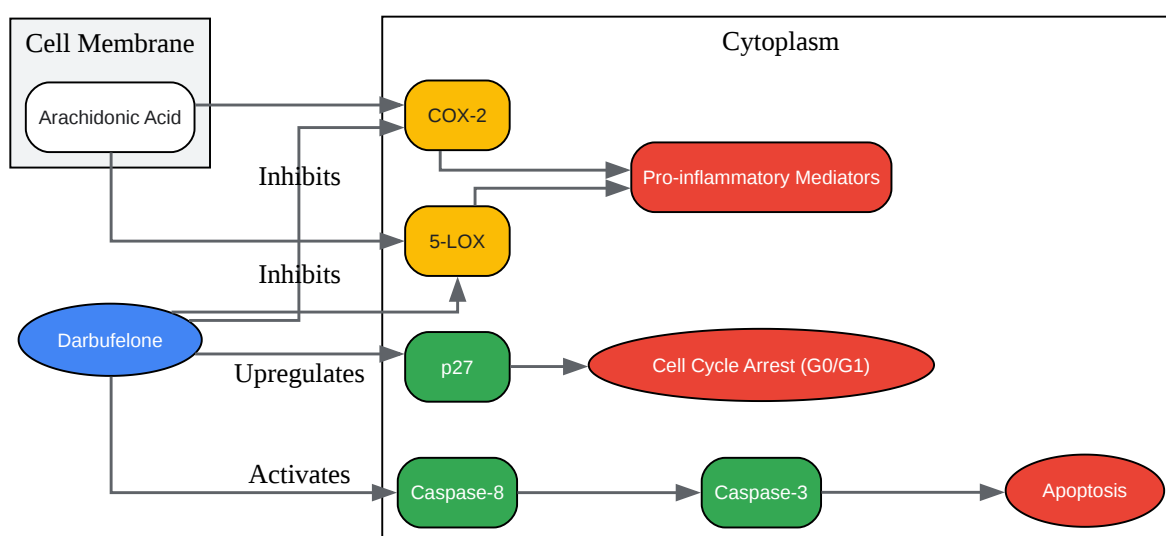 Cell Membrane
Cytoplasm
Arachidonic Acid
COX-2
Inhibits
Pro-inflammatory Mediators
5-LOX
Inhibits
Darbufelone
Upregulates
p27
Cell Cycle Arrest (G0/G1)
Activates
Caspase-8
Caspase-3
Apoptosis